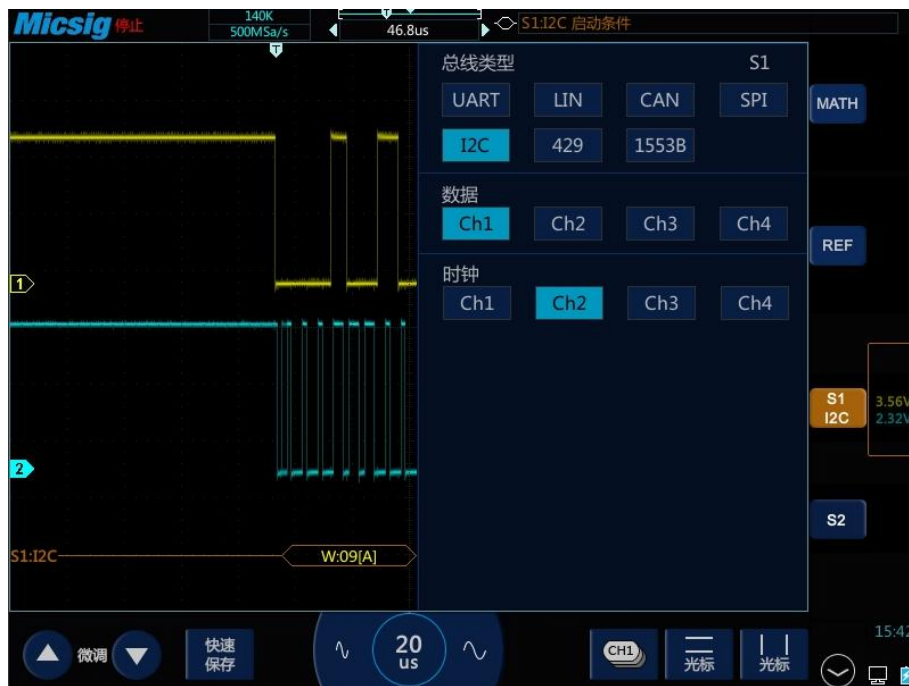 Micsig 停止
140K
500MSa/s
T
46.8us
S1:I2C 启动条件
T
总线类型 S1
UART LIN CAN SPI
I2C 429 1553B
数据
Ch1 Ch2 Ch3 Ch4
时钟
Ch1 Ch2 Ch3 Ch4
1
2
S1:I2C
W:09[A]
MATH
REF
S1
I2C
3.56V
2.32V
S2
微调
快速
保存
20
us
CH1
光标
光标
15:42